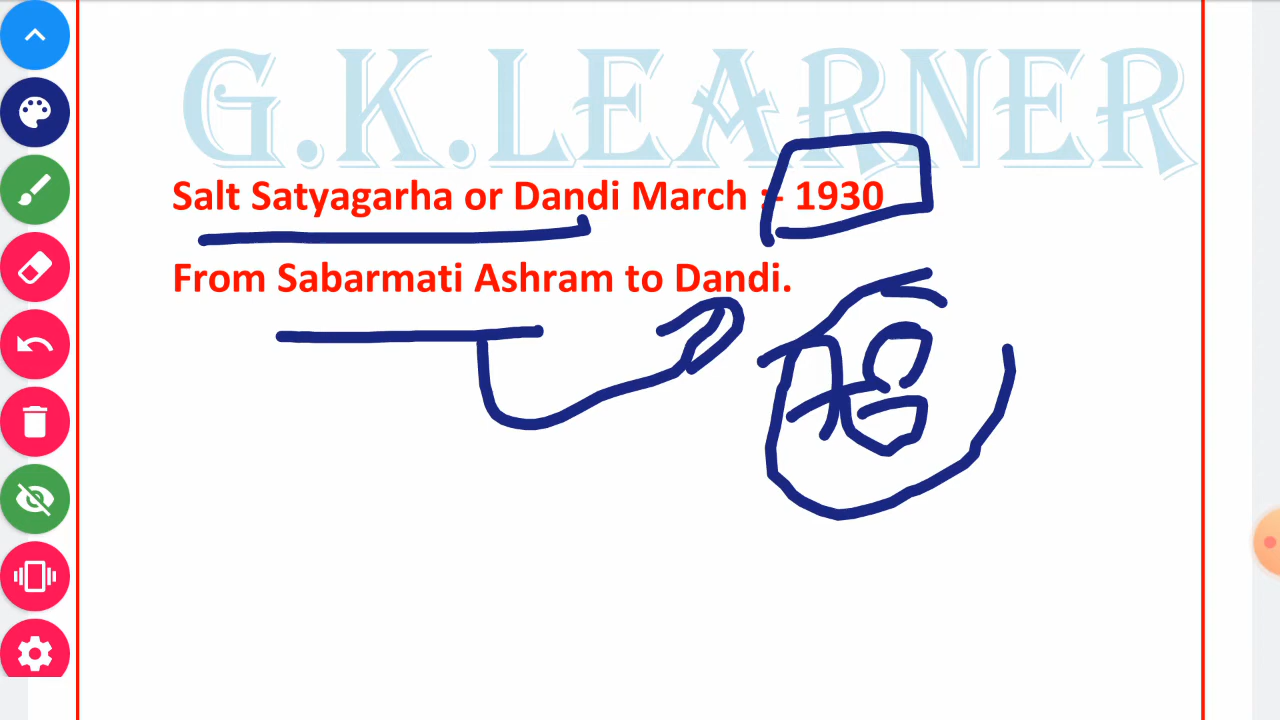 G.K.LEARNER
Salt Satyagarha or Dandi March :- 1930
From Sabarmati Ashram to Dandi.